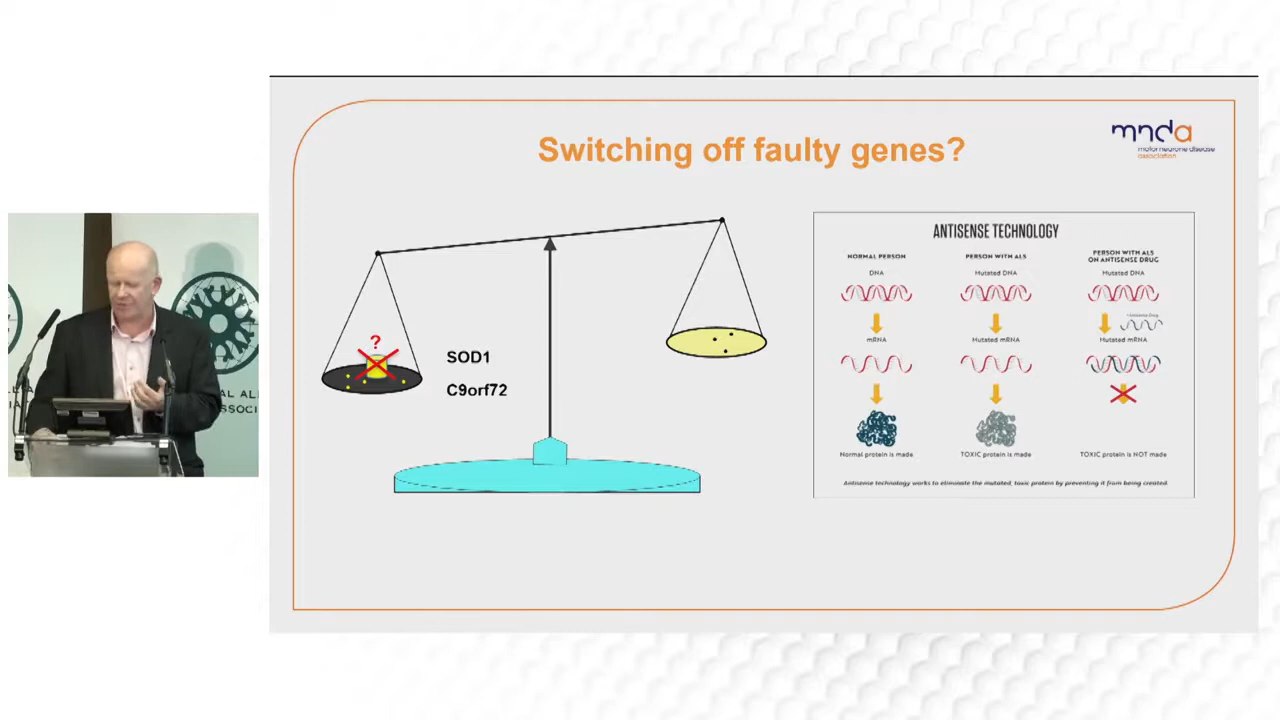 Switching off faulty genes?
mnda
motor neurone disease
association
?
SOD1
C9orf72
ANTISENSE TECHNOLOGY
NORMAL PERSON
DNA
mRNA
Normal protein is made
PERSON WITH ALS
Mutated DNA
Mutated mRNA
TOXIC protein is made
PERSON WITH ALS
ON ANTISENSE DRUG
Mutated DNA
Antisense Drug
Mutated mRNA
TOXIC protein is NOT made
Antisense technology works to eliminate the mutated, toxic protein by preventing it from being created.